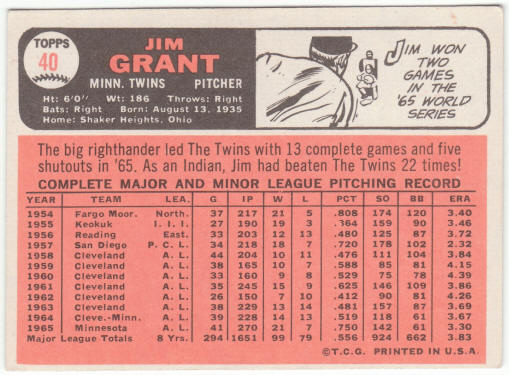 TOPPS
40
JIM
GRANT
MINN. TWINS PITCHER
Ht: 6'0" Wt: 186 Throws: Right
Bats: Right Born: August 13, 1935
Home: Shaker Heights, Ohio
JIM WON
TWO
GAMES
IN THE
'65 WORLD
SERIES
The big righthander led The Twins with 13 complete games and five
shutouts in '65. As an Indian, Jim had beaten The Twins 22 times!
COMPLETE MAJOR AND MINOR LEAGUE PITCHING RECORD
YEAR TEAM LEA. G IP W L PCT SO BB ERA
1954 Fargo Moor. North. 37 217 21 5 .808 174 120 3.40
1955 Keokuk I. I. I. 27 190 19 3 .864 159 90 3.46
1956 Reading East. 33 203 12 13 .480 125 87 3.72
1957 San Diego P. C. L. 34 218 18 7 .720 178 102 2.32
1958 Cleveland A. L. 44 204 10 11 .476 111 104 3.84
1959 Cleveland A. L. 38 165 10 7 .588 85 81 4.15
1960 Cleveland A. L. 33 160 9 8 .529 75 78 4.39
1961 Cleveland A. L. 35 245 15 9 .625 146 109 3.86
1962 Cleveland A. L. 26 150 7 10 .412 90 81 4.26
1963 Cleveland A. L. 38 229 13 14 .481 157 87 3.69
1964 Cleve.-Minn. A. L. 39 228 14 13 .519 118 61 3.67
1965 Minnesota A. L. 41 270 21 7 .750 142 61 3.30
Major League Totals 8 Yrs. 294 1651 99 79 .556 924 662 3.83
©T.C.G. PRINTED IN U.S.A.